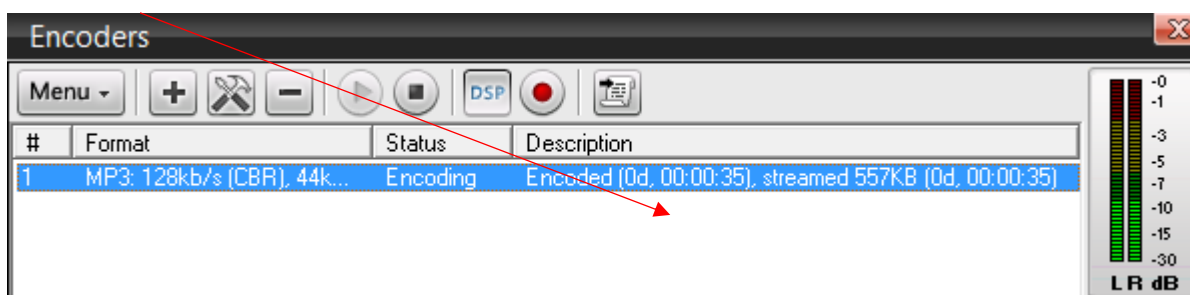 Encoders
Menu
DSP
# Format Status Description
1 MP3: 128kb/s (CBR), 44k... Encoding Encoded (0d, 00:00:35), streamed 557KB (0d, 00:00:35)
-0
-1
-3
-5
-7
-10
-15
-30
L R dB